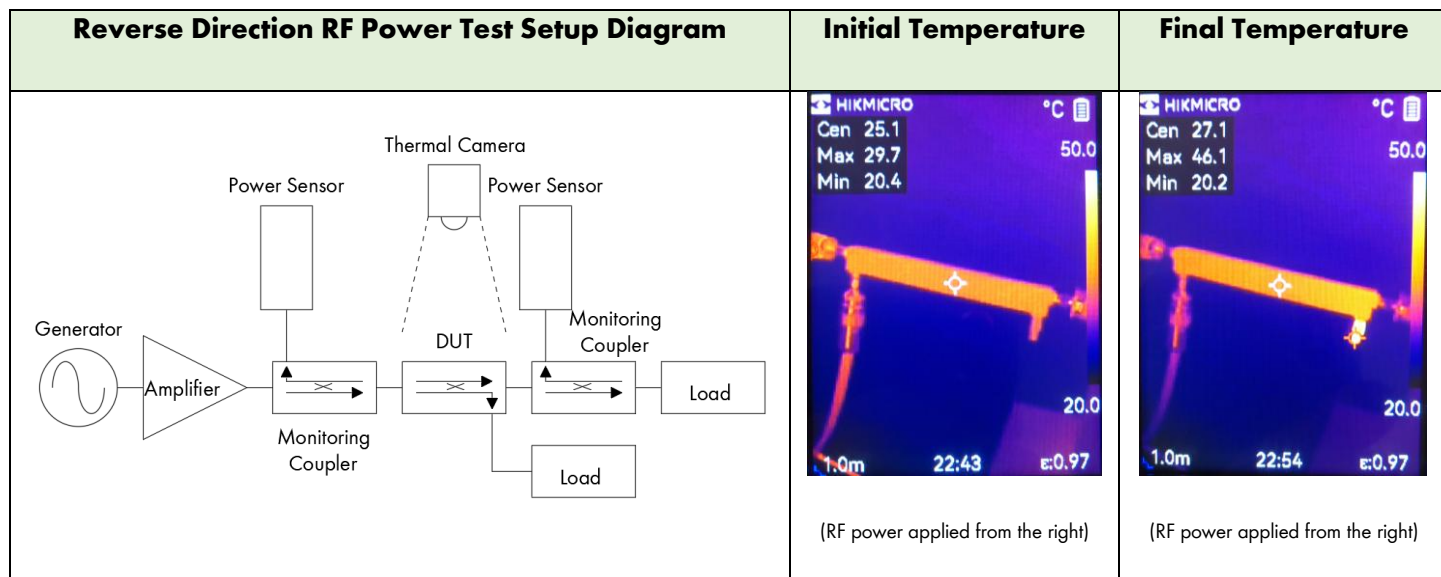 Reverse Direction RF Power Test Setup Diagram
Initial Temperature
Final Temperature
Thermal Camera
Power Sensor
Power Sensor
Generator
Amplifier
DUT
Monitoring
Coupler
Load
Monitoring
Coupler
Load
HIKMICRO
°C
Cen 25.1
Max 29.7
Min 20.4
50.0
20.0
1.0m
22:43
ε:0.97
(RF power applied from the right)
HIKMICRO
°C
Cen 27.1
Max 46.1
Min 20.2
50.0
20.0
1.0m
22:54
ε:0.97
(RF power applied from the right)